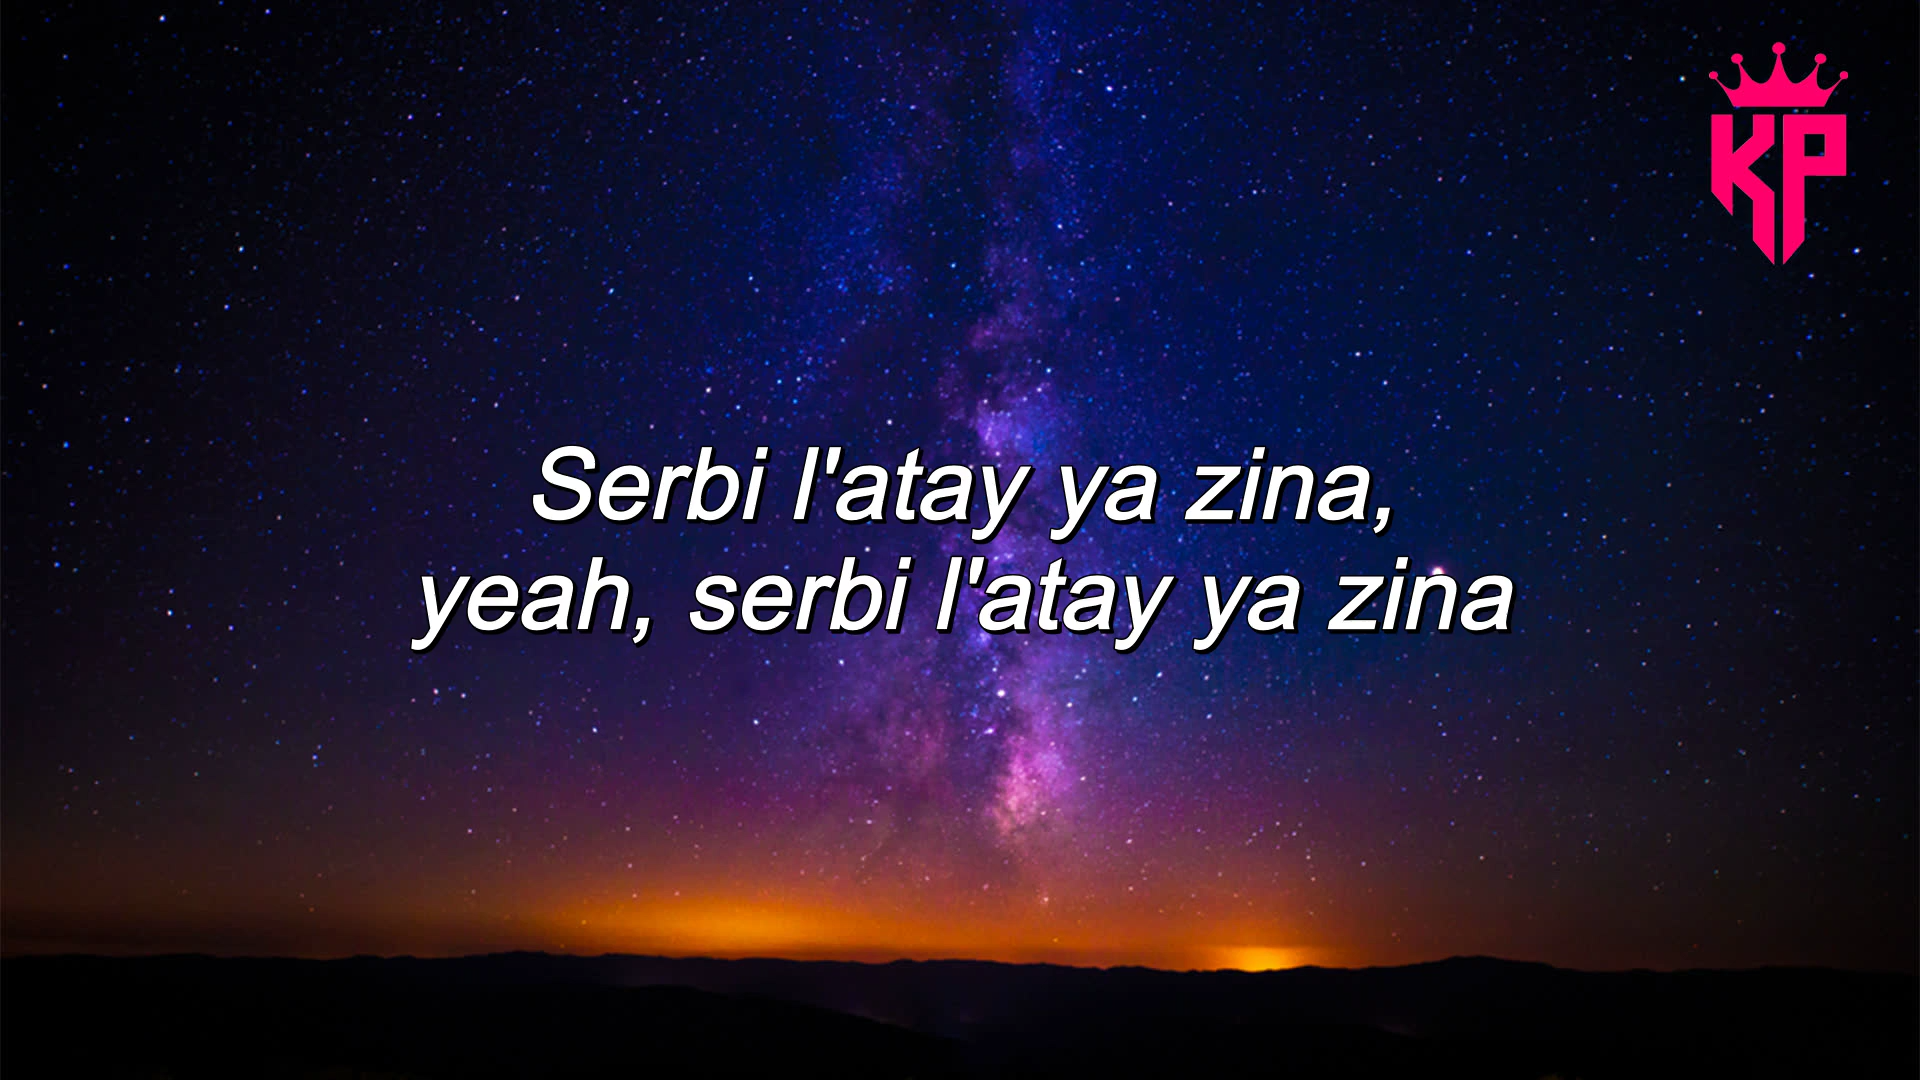 KP
Serbi l'atay ya zina,
yeah, serbi l'atay ya zina